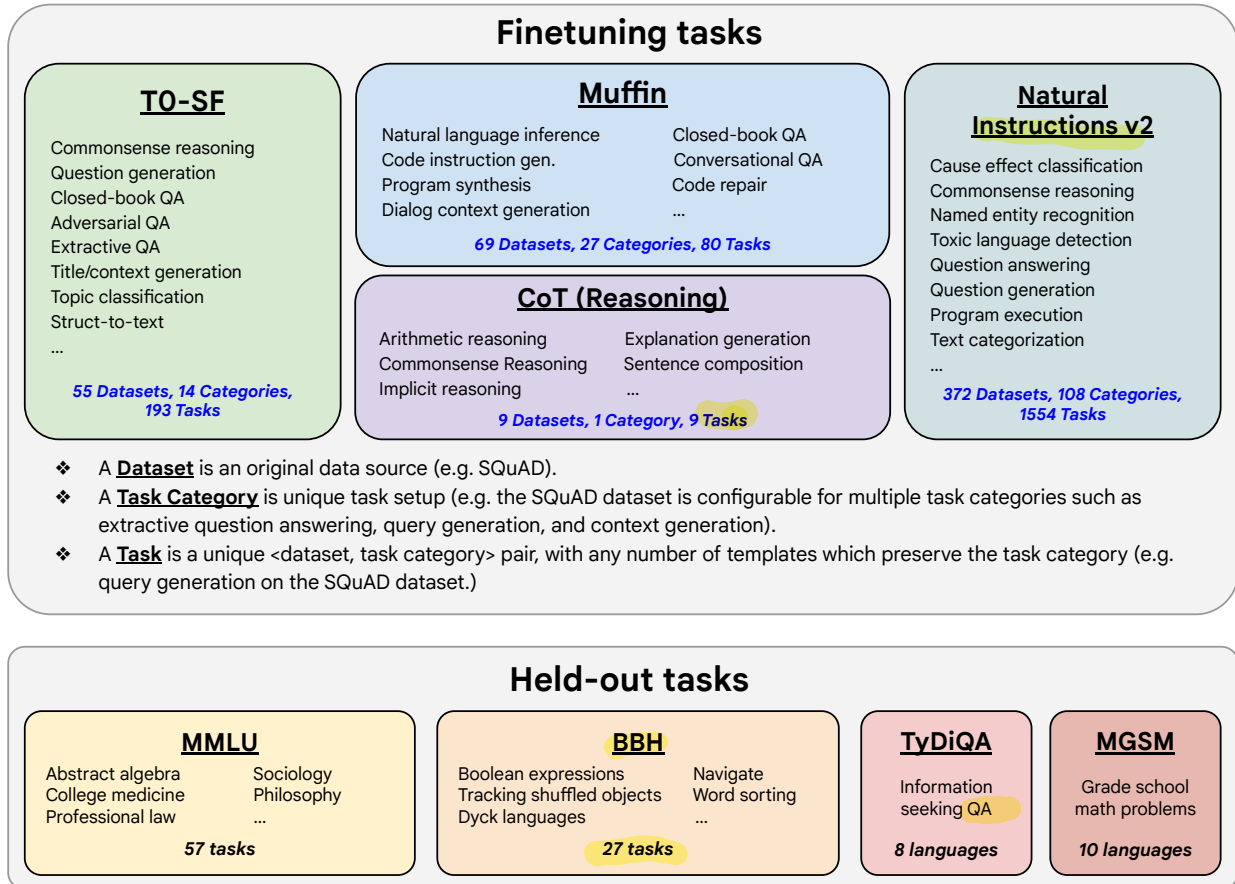 Finetuning tasks
T0-SF
Commonsense reasoning
Question generation
Closed-book QA
Adversarial QA
Extractive QA
Title/context generation
Topic classification
Struct-to-text
...
55 Datasets, 14 Categories,
193 Tasks
Muffin
Natural language inference
Code instruction gen.
Program synthesis
Dialog context generation
Closed-book QA
Conversational QA
Code repair
...
69 Datasets, 27 Categories, 80 Tasks
CoT (Reasoning)
Arithmetic reasoning
Commonsense Reasoning
Implicit reasoning
Explanation generation
Sentence composition
...
9 Datasets, 1 Category, 9 Tasks
Natural
Instructions v2
Cause effect classification
Commonsense reasoning
Named entity recognition
Toxic language detection
Question answering
Question generation
Program execution
Text categorization
...
372 Datasets, 108 Categories,
1554 Tasks
❖ A Dataset is an original data source (e.g. SQuAD).
❖ A Task Category is unique task setup (e.g. the SQuAD dataset is configurable for multiple task categories such as
extractive question answering, query generation, and context generation).
❖ A Task is a unique <dataset, task category> pair, with any number of templates which preserve the task category (e.g.
query generation on the SQuAD dataset.)
Held-out tasks
MMLU
Abstract algebra
College medicine
Professional law
Sociology
Philosophy
...
57 tasks
BBH
Boolean expressions
Tracking shuffled objects
Dyck languages
Navigate
Word sorting
...
27 tasks
TyDiQA
Information
seeking QA
8 languages
MGSM
Grade school
math problems
10 languages